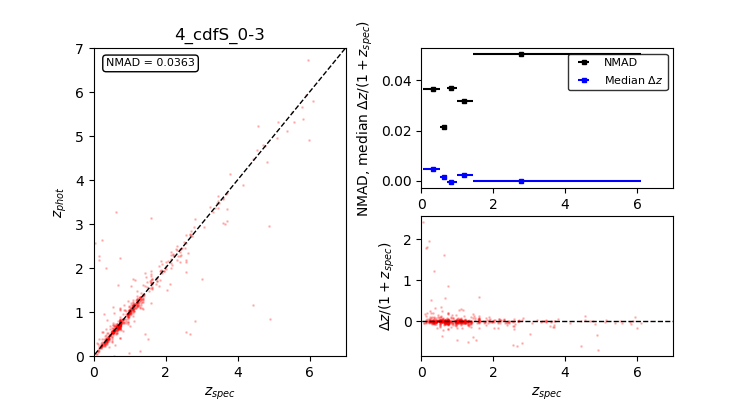 4_cdfS_0-3
NMAD = 0.0363
z_phot
7
6
5
4
3
2
1
0
0 2 4 6
z_spec
NMAD, median Δz/(1 + z_spec)
0.04
0.02
0.00
NMAD
Median Δz
0 2 4 6
Δz/(1 + z_spec)
2
1
0
0 2 4 6
z_spec